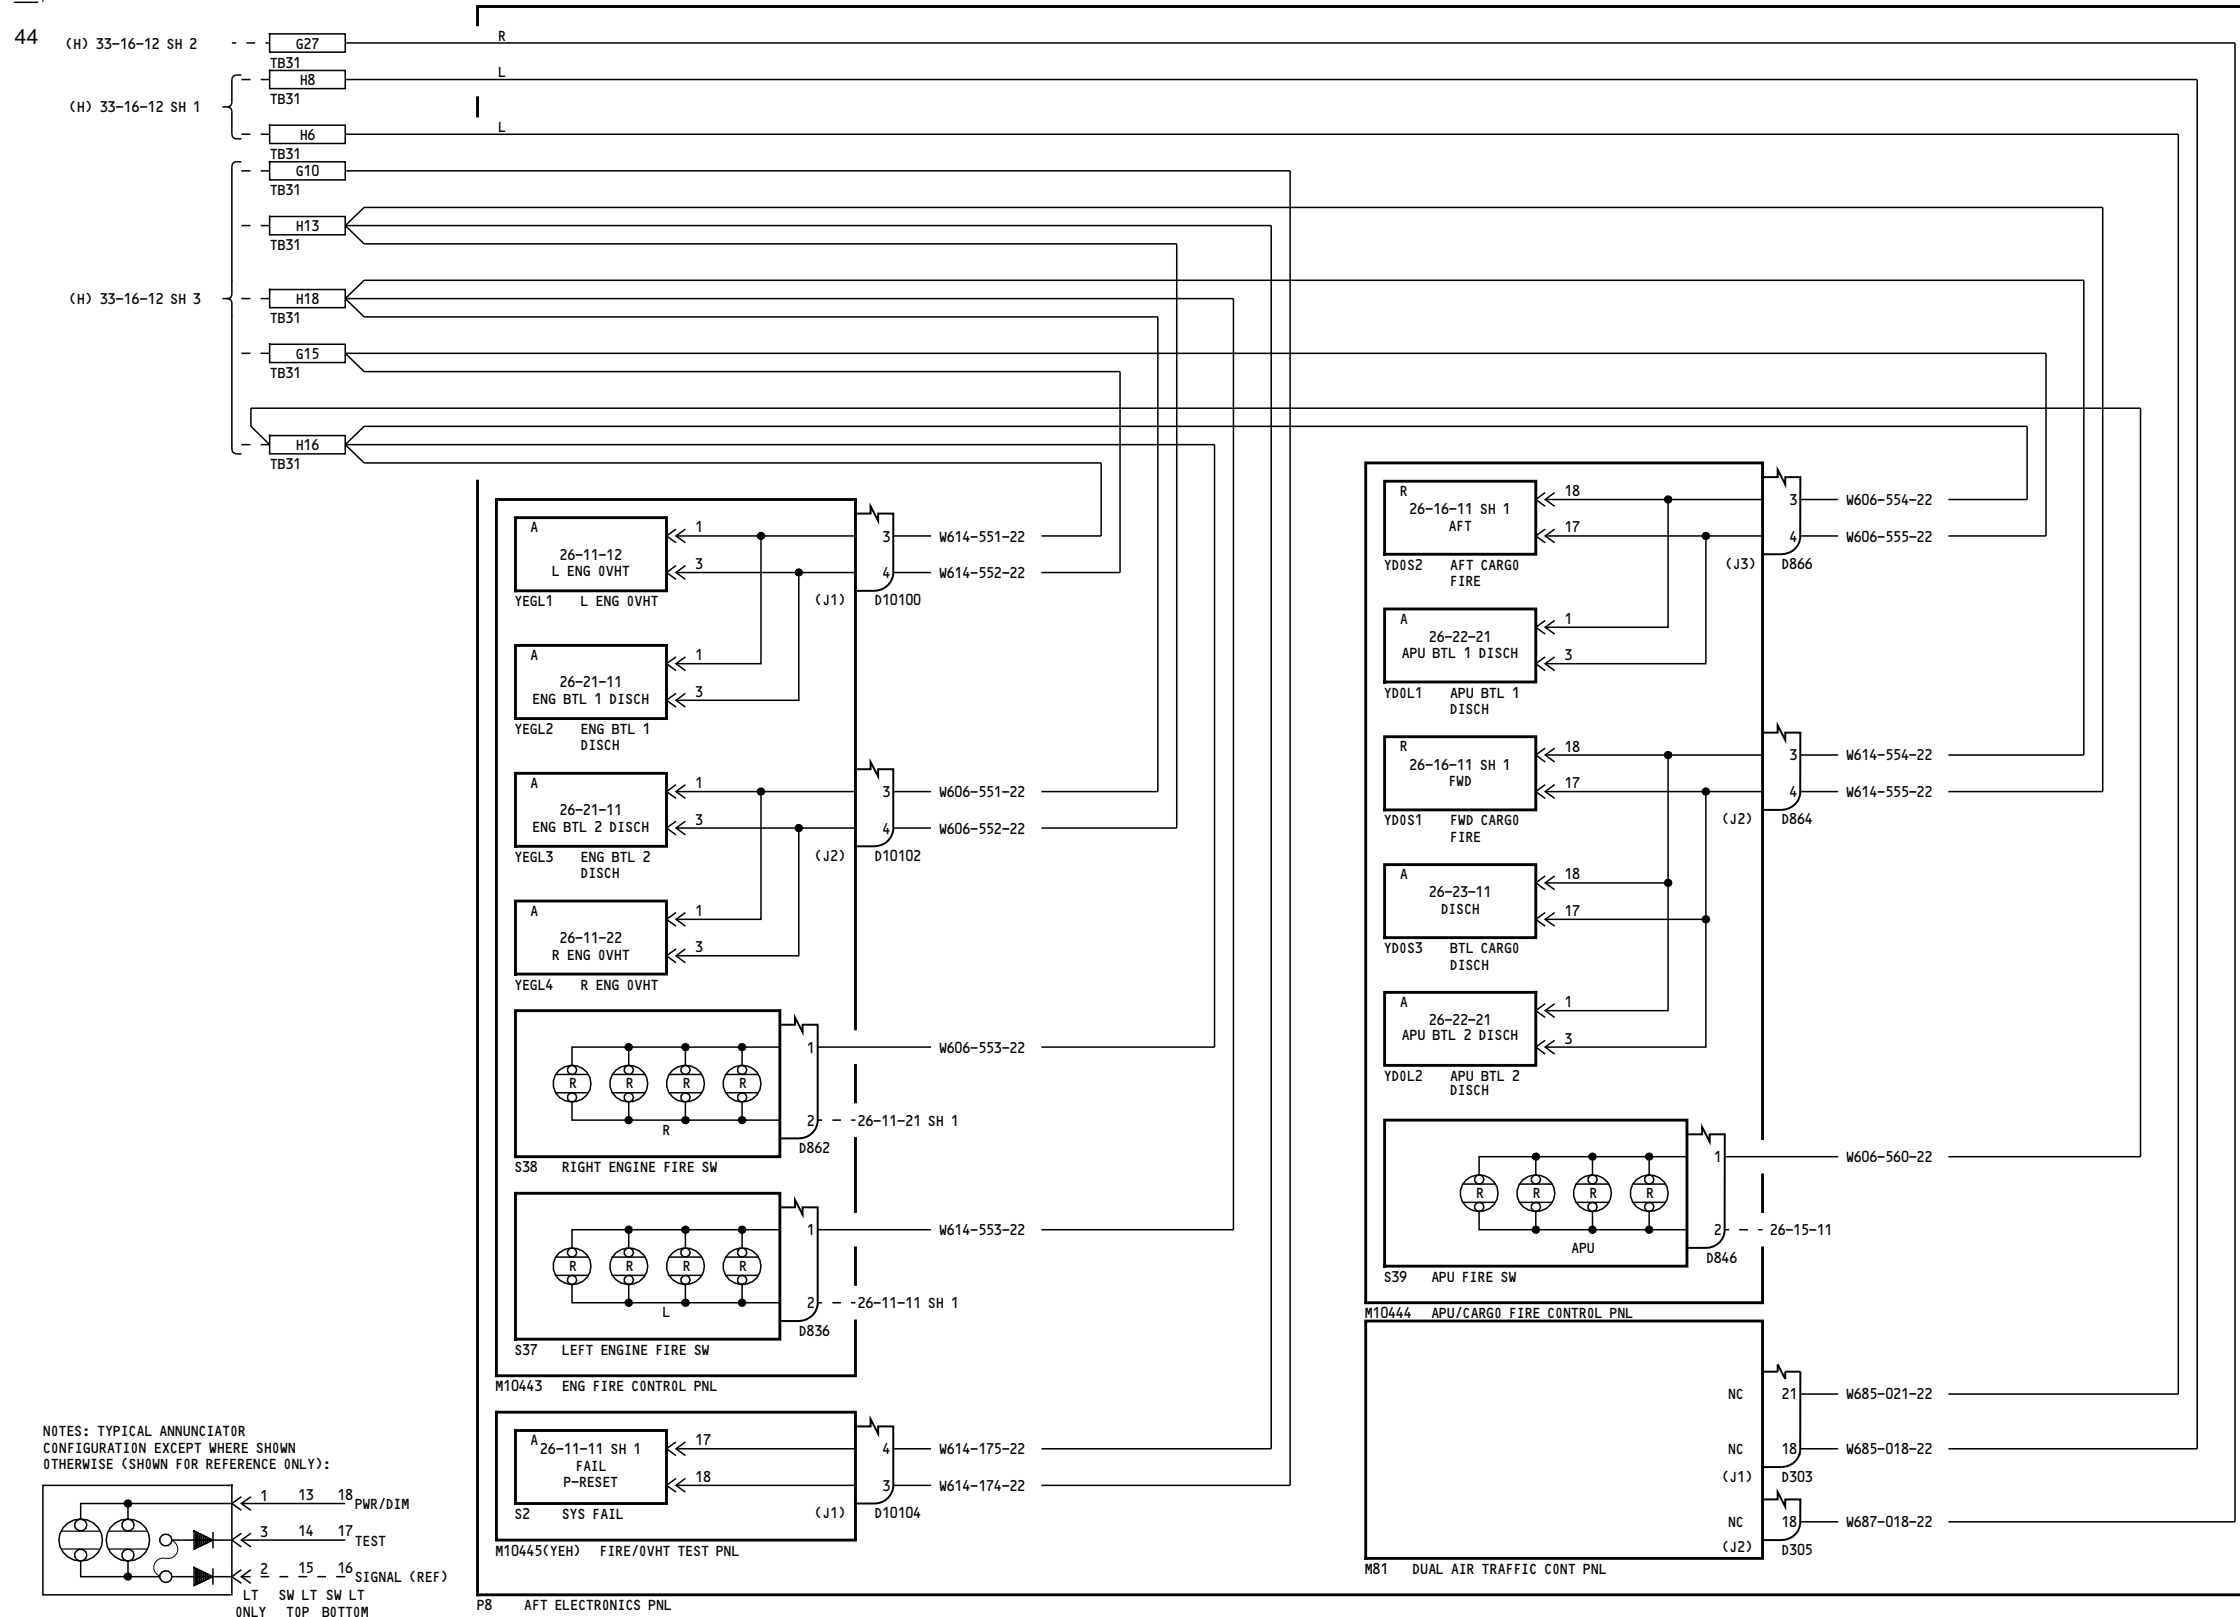 44
(H) 33-16-12 SH 2
G27
TB31
R
(H) 33-16-12 SH 1
H8
TB31
L
H6
TB31
L
(H) 33-16-12 SH 3
G10
TB31
H13
TB31
H18
TB31
G15
TB31
H16
TB31
A
26-11-12
L ENG OVHT
1
3
YEGL1 L ENG OVHT
3
4
(J1) D10100
W614-551-22
W614-552-22
A
26-21-11
ENG BTL 1 DISCH
1
3
YEGL2 ENG BTL 1
DISCH
A
26-21-11
ENG BTL 2 DISCH
1
3
YEGL3 ENG BTL 2
DISCH
3
4
(J2) D10102
W606-551-22
W606-552-22
A
26-11-22
R ENG OVHT
1
3
YEGL4 R ENG OVHT
R R R R
R
1
2
D862
W606-553-22
26-11-21 SH 1
S38 RIGHT ENGINE FIRE SW
R R R R
L
1
2
D836
W614-553-22
26-11-11 SH 1
S37 LEFT ENGINE FIRE SW
M10443 ENG FIRE CONTROL PNL
A
26-11-11 SH 1
FAIL
P-RESET
17
18
S2 SYS FAIL
4
3
(J1) D10104
W614-175-22
W614-174-22
M10445(YEH) FIRE/OVHT TEST PNL
R
26-16-11 SH 1
AFT
18
17
YDOS2 AFT CARGO
FIRE
3
4
(J3) D866
W606-554-22
W606-555-22
A
26-22-21
APU BTL 1 DISCH
1
3
YDOL1 APU BTL 1
DISCH
R
26-16-11 SH 1
FWD
18
17
YDOS1 FWD CARGO
FIRE
3
4
(J2) D864
W614-554-22
W614-555-22
A
26-23-11
DISCH
18
17
YDOS3 BTL CARGO
DISCH
A
26-22-21
APU BTL 2 DISCH
1
3
YDOL2 APU BTL 2
DISCH
R R R R
APU
1
2
D846
W606-560-22
26-15-11
S39 APU FIRE SW
M10444 APU/CARGO FIRE CONTROL PNL
NC 21 W685-021-22
NC 18 W685-018-22
(J1) D303
NC 18 W687-018-22
(J2) D305
M81 DUAL AIR TRAFFIC CONT PNL
NOTES: TYPICAL ANNUNCIATOR
CONFIGURATION EXCEPT WHERE SHOWN
OTHERWISE (SHOWN FOR REFERENCE ONLY):
1 13 18 PWR/DIM
3 14 17 TEST
2 15 16 SIGNAL (REF)
LT SW LT SW LT
ONLY TOP BOTTOM
P8 AFT ELECTRONICS PNL